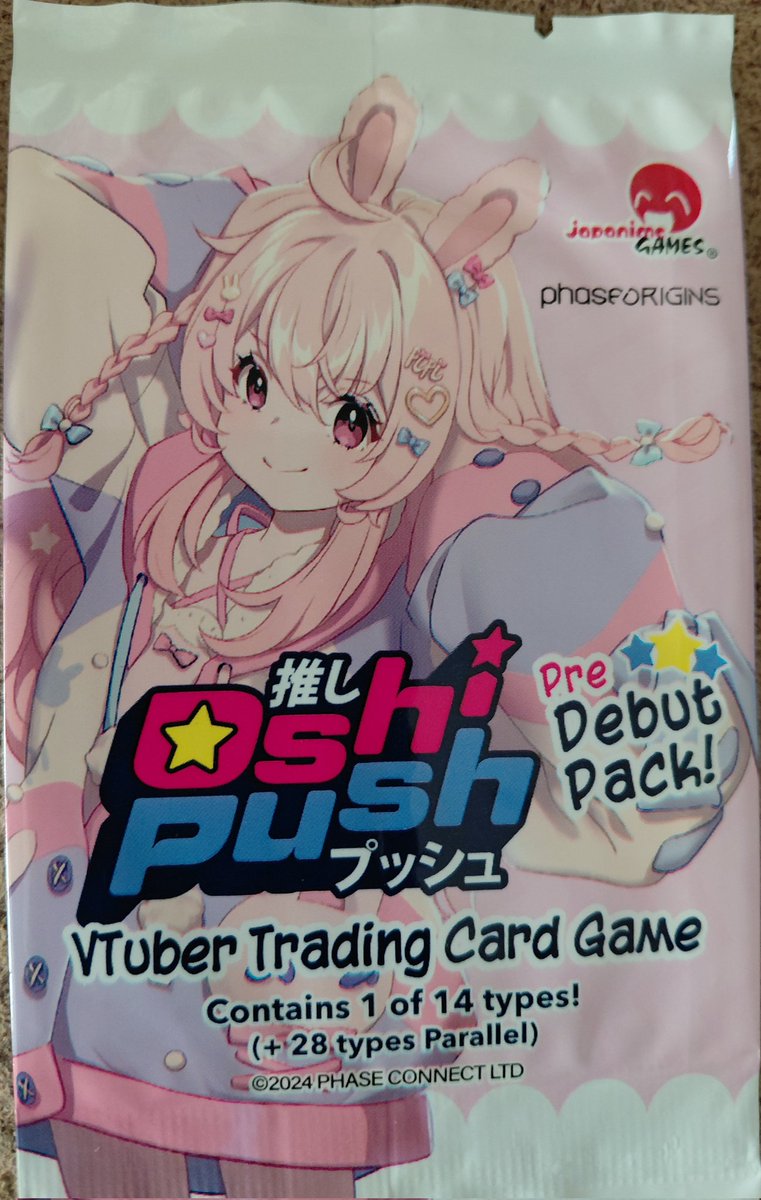 Japanime
GAMES®
phaseORIGINS
推し
Oshi
Push
プッシュ
Pre
Debut
Pack!
VTuber Trading Card Game
Contains 1 of 14 types!
(+ 28 types Parallel)
©2024 PHASE CONNECT LTD